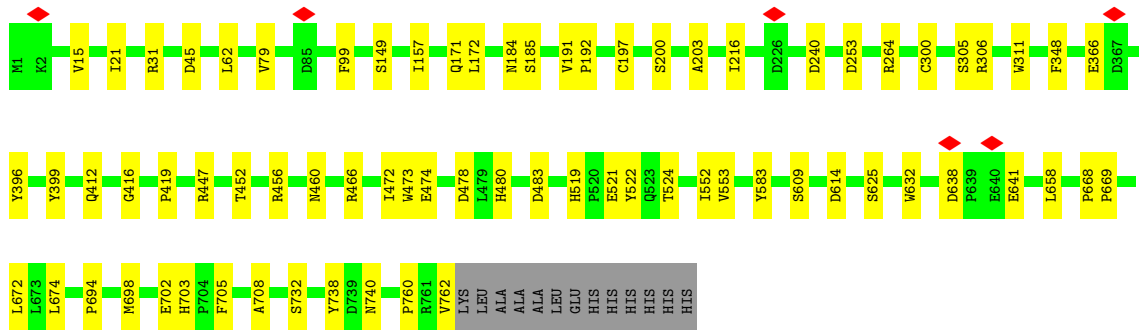 M1 K2 V15 I21 R31 D45 L62 V79 D85 F99 S149 I157 Q171 L172 N184 S185 V191 P192 C197 S200 A203 I216 D226 D240 D253 R264 C300 S305 R306 W311 F348 E366 D367
Y396 Y399 Q412 G416 P419 R447 T452 R456 N460 R466 I472 W473 E474 D478 L479 H480 D483 H519 P520 E521 Y522 Q523 T524 I552 V553 Y583 S609 D614 S625 W632 D638 P639 E640 E641 L658 P668 P669
L672 L673 L674 P694 M698 E702 H703 P704 F705 A708 S732 Y738 D739 N740 P760 R761 V762 LYS LEU ALA ALA ALA LEU GLU HIS HIS HIS HIS HIS HIS